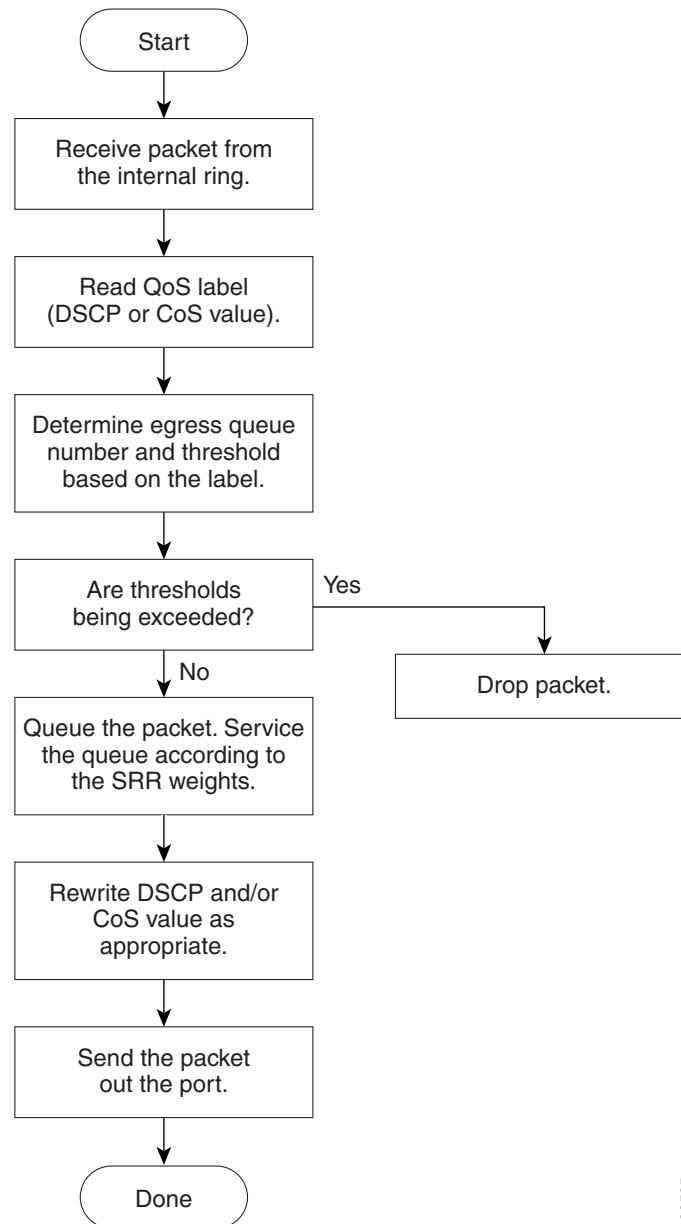 Start
Receive packet from
the internal ring.
Read QoS label
(DSCP or CoS value).
Determine egress queue
number and threshold
based on the label.
Are thresholds
being exceeded?
Yes
No
Drop packet.
Queue the packet. Service
the queue according to
the SRR weights.
Rewrite DSCP and/or
CoS value as
appropriate.
Send the packet
out the port.
Done